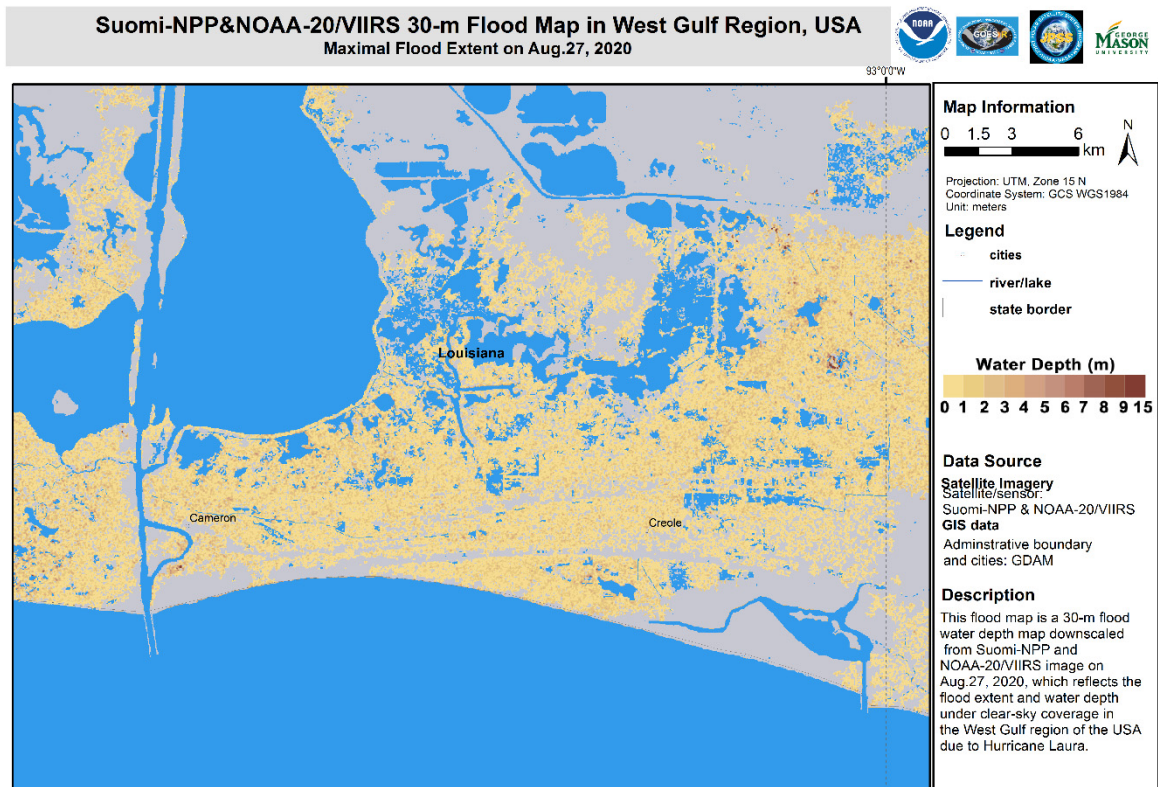 Suomi-NPP&NOAA-20/VIIRS 30-m Flood Map in West Gulf Region, USA
Maximal Flood Extent on Aug.27, 2020
NOAA
GOES R
JPSS
GEORGE
MASON
UNIVERSITY
93°0'0"W
Louisiana
Cameron
Creole
Map Information
0 1.5 3 6
km
N
Projection: UTM, Zone 15 N
Coordinate System: GCS WGS1984
Unit: meters
Legend
cities
river/lake
state border
Water Depth (m)
0 1 2 3 4 5 6 7 8 9 15
Data Source
Satellite Imagery
Satellite/sensor:
Suomi-NPP & NOAA-20/VIIRS
GIS data
Adminstrative boundary
and cities: GDAM
Description
This flood map is a 30-m flood
water depth map downscaled
from Suomi-NPP and
NOAA-20/VIIRS image on
Aug.27, 2020, which reflects the
flood extent and water depth
under clear-sky coverage in
the West Gulf region of the USA
due to Hurricane Laura.